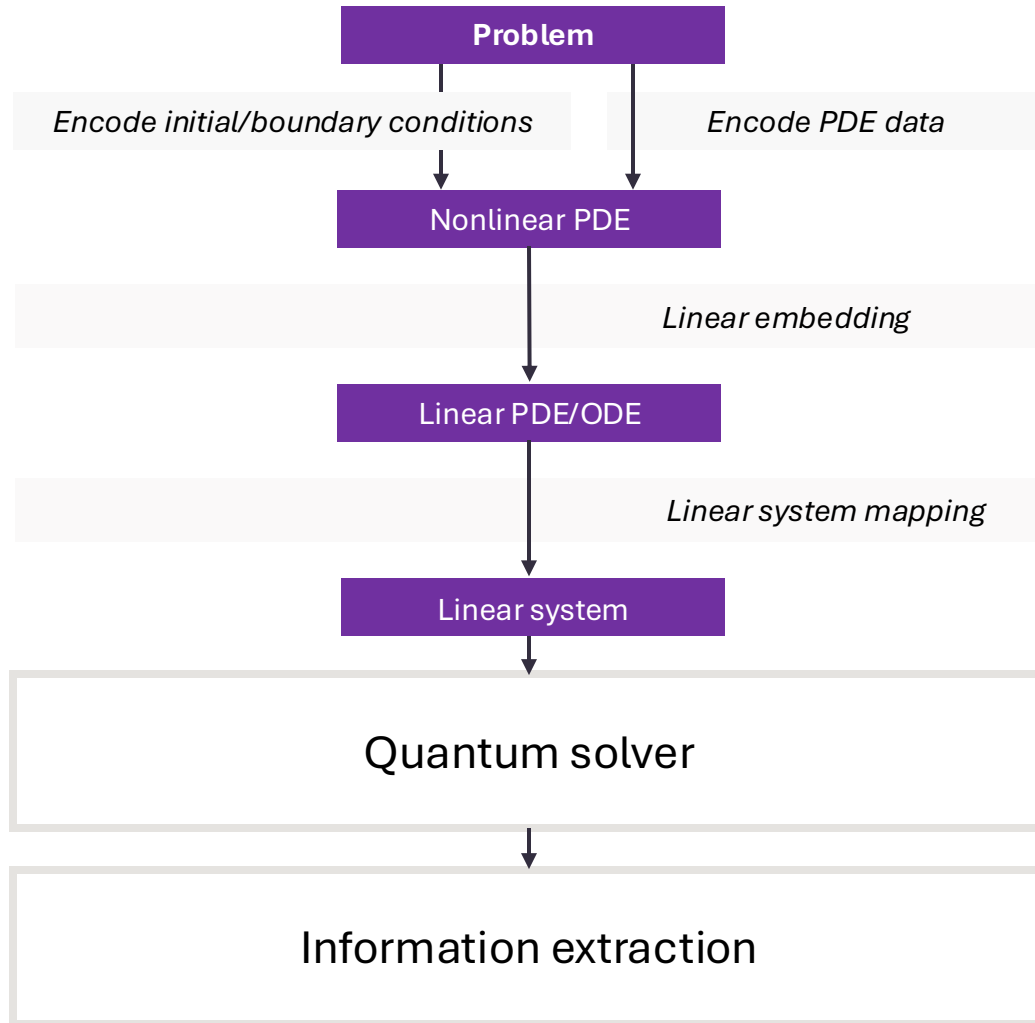 Problem
Encode initial/boundary conditions
Encode PDE data
Nonlinear PDE
Linear embedding
Linear PDE/ODE
Linear system mapping
Linear system
Quantum solver
Information extraction